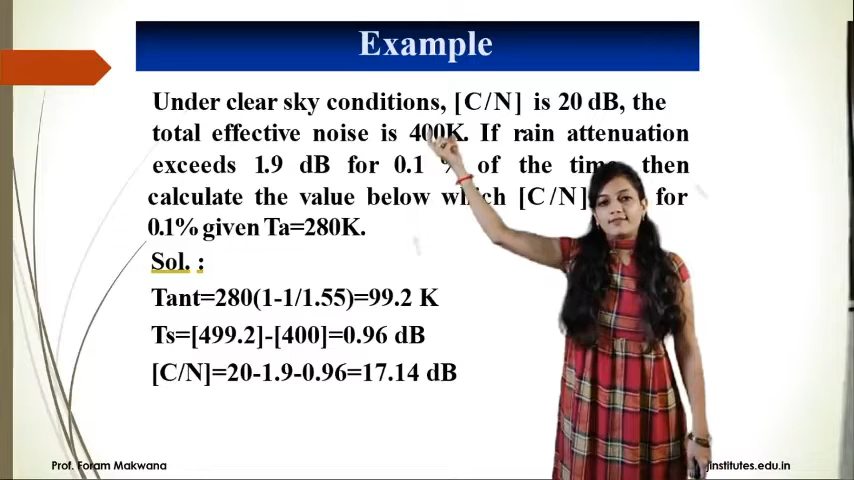 Example
Under clear sky conditions, [C/N] is 20 dB, the
total effective noise is 400K. If rain attenuation
exceeds 1.9 dB for 0.1 % of the time, then
calculate the value below which [C/N] for
0.1% given Ta=280K.
Sol. :
Tant=280(1-1/1.55)=99.2 K
Ts=[499.2]-[400]=0.96 dB
[C/N]=20-1.9-0.96=17.14 dB
Prof. Foram Makwana
jinstitutes.edu.in